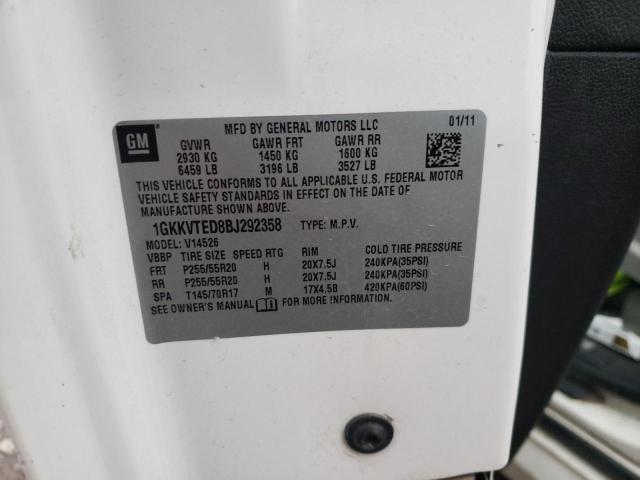 GM
MFD BY GENERAL MOTORS LLC 01/11
GVWR GAWR FRT GAWR RR
2930 KG 1450 KG 1600 KG
6459 LB 3196 LB 3527 LB
THIS VEHICLE CONFORMS TO ALL APPLICABLE U.S. FEDERAL MOTOR
VEHICLE SAFETY STANDARDS IN EFFECT ON THE DATE OF
MANUFACTURE SHOWN ABOVE.
1GKKVTED8BJ292358 TYPE: M.P.V.
MODEL: V14526
VBBP TIRE SIZE SPEED RTG RIM COLD TIRE PRESSURE
FRT P255/55R20 H 20X7.5J 240KPA(35PSI)
RR P255/55R20 H 20X7.5J 240KPA(35PSI)
SPA T145/70R17 M 17X4.5B 420KPA(60PSI)
SEE OWNER'S MANUAL FOR MORE INFORMATION.